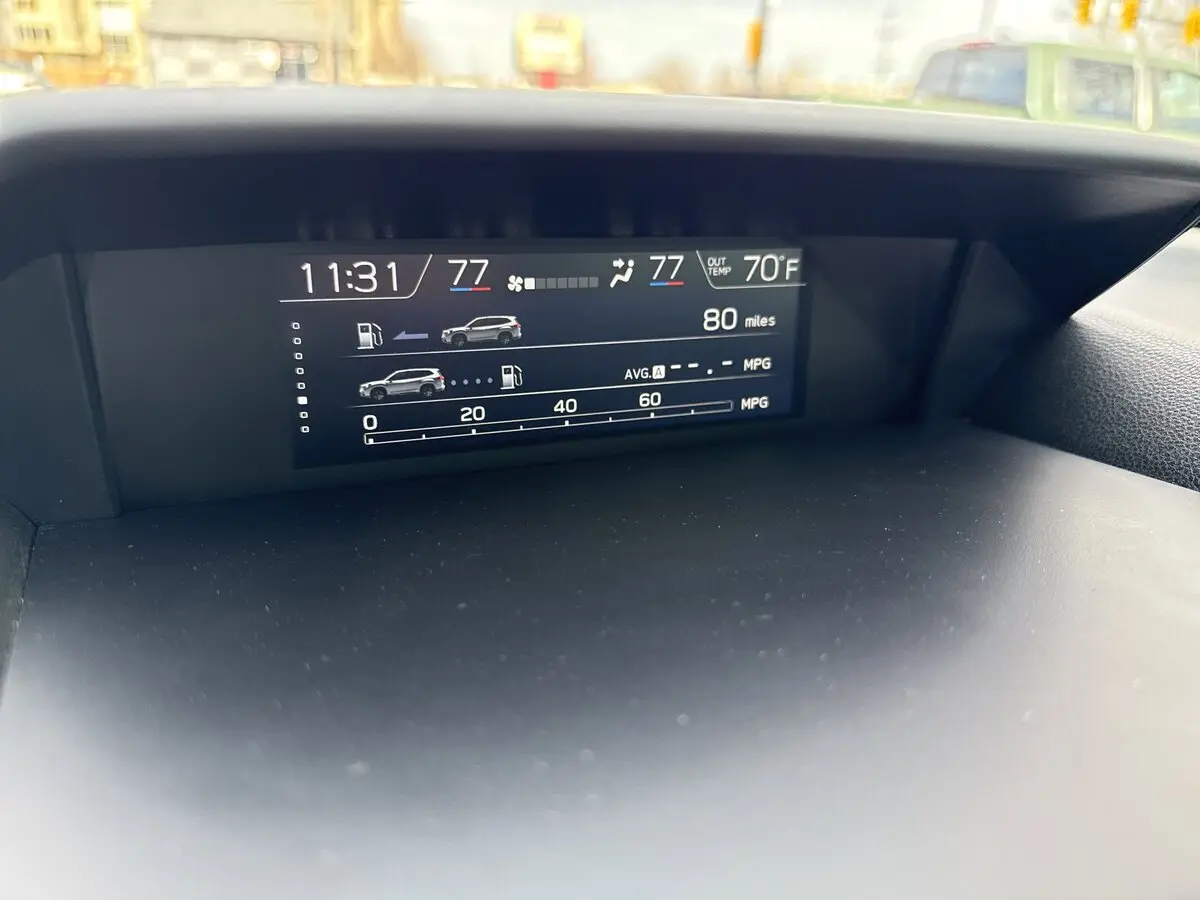 11:31 77 77 OUT TEMP 70°F
80 miles
AVG. A --.- MPG
0 20 40 60 MPG